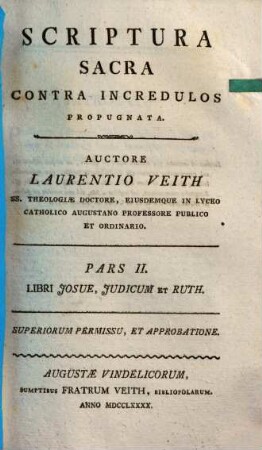 SCRIPTURA
SACRA
CONTRA INCREDULOS
PROPUGNATA.
AUCTORE
LAURENTIO VEITH
SS. THEOLOGIÆ DOCTORE, EJUSDEMQUE IN LYCEO
CATHOLICO AUGUSTANO PROFESSORE PUBLICO
ET ORDINARIO.
PARS II.
LIBRI JOSUE, JUDICUM ET RUTH.
SUPERIORUM PERMISSU, ET APPROBATIONE.
AUGUSTÆ VINDELICORUM,
SUMPTIBUS FRATRUM VEITH, BIBLIOPOLARUM.
ANNO MDCCLXXXX.